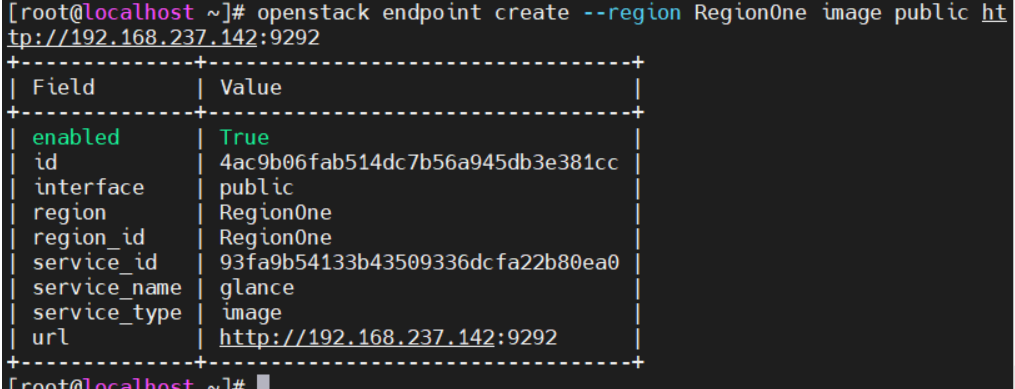 [root@localhost ~]# openstack endpoint create --region RegionOne image public ht
tp://192.168.237.142:9292
+--------------+----------------------------------+
| Field        | Value                            |
+--------------+----------------------------------+
| enabled      | True                             |
| id           | 4ac9b06fab514dc7b56a945db3e381cc |
| interface    | public                           |
| region       | RegionOne                        |
| region_id    | RegionOne                        |
| service_id   | 93fa9b54133b43509336dcfa22b80ea0 |
| service_name | glance                           |
| service_type | image                            |
| url          | http://192.168.237.142:9292      |
+--------------+----------------------------------+
[root@localhost ~]#